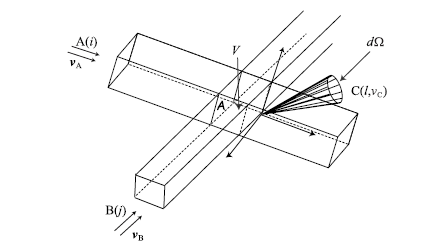 A(i)
v_A
V
dΩ
A
C(l,v_C)
B(j)
v_B